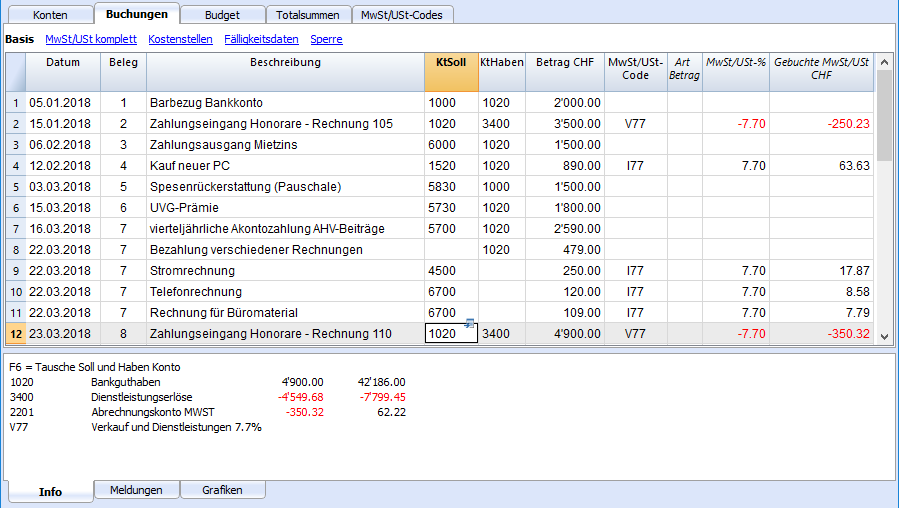 Konten Buchungen Budget Totalsummen MwSt/USt-Codes
Basis MwSt/USt komplett Kostenstellen Fälligkeitsdaten Sperre
Datum Beleg Beschreibung KtSoll KtHaben Betrag CHF MwSt/USt-Code Art Betrag MwSt/USt-% Gebuchte MwSt/USt CHF
1 05.01.2018 1 Barbezug Bankkonto 1000 1020 2'000.00
2 15.01.2018 2 Zahlungseingang Honorare - Rechnung 105 1020 3400 3'500.00 V77 -7.70 -250.23
3 06.02.2018 3 Zahlungsausgang Mietzins 6000 1020 1'500.00
4 12.02.2018 4 Kauf neuer PC 1520 1020 890.00 I77 7.70 63.63
5 03.03.2018 5 Spesenrückerstattung (Pauschale) 5830 1000 1'500.00
6 15.03.2018 6 UVG-Prämie 5730 1020 1'800.00
7 16.03.2018 7 vierteljährliche Akontozahlung AHV-Beiträge 5700 1020 2'590.00
8 22.03.2018 7 Bezahlung verschiedener Rechnungen 1020 479.00
9 22.03.2018 7 Stromrechnung 4500 250.00 I77 7.70 17.87
10 22.03.2018 7 Telefonrechnung 6700 120.00 I77 7.70 8.58
11 22.03.2018 7 Rechnung für Büromaterial 6700 109.00 I77 7.70 7.79
12 23.03.2018 8 Zahlungseingang Honorare - Rechnung 110 1020 3400 4'900.00 V77 -7.70 -350.32
F6 = Tausche Soll und Haben Konto
1020 Bankguthaben 4'900.00 42'186.00
3400 Dienstleistungserlöse -4'549.68 -7'799.45
2201 Abrechnungskonto MWST -350.32 62.22
V77 Verkauf und Dienstleistungen 7.7%
Info Meldungen Grafiken